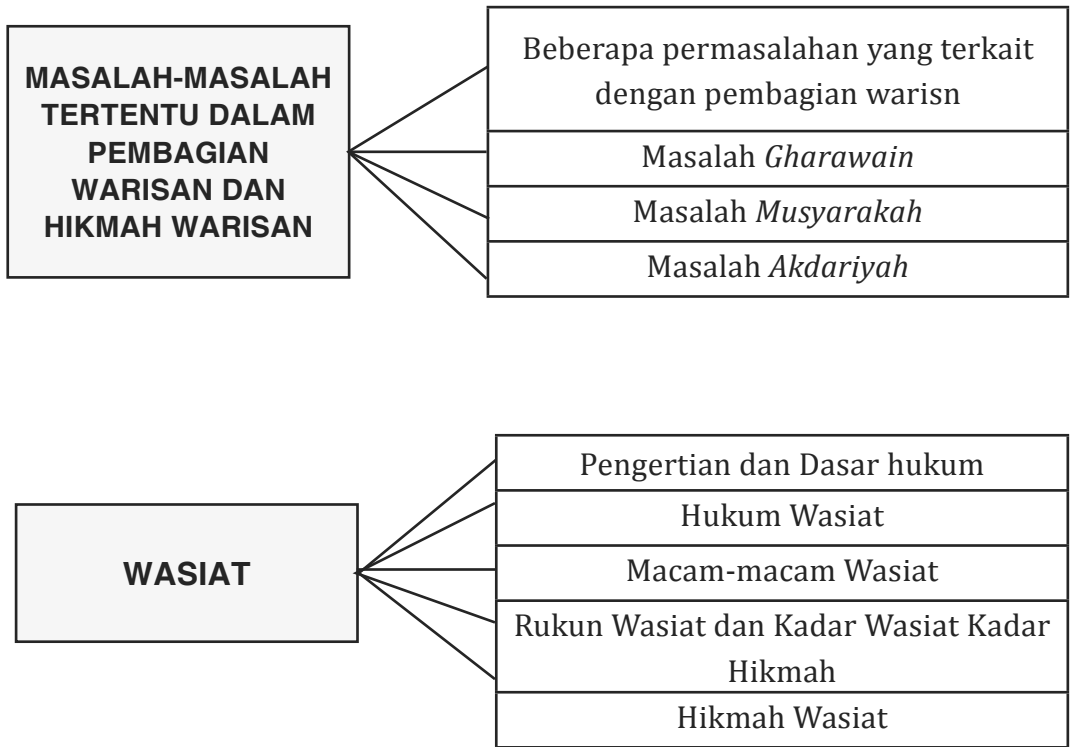 MASALAH-MASALAH
TERTENTU DALAM
PEMBAGIAN
WARISAN DAN
HIKMAH WARISAN
Beberapa permasalahan yang terkait
dengan pembagian warisn
Masalah Gharawain
Masalah Musyarakah
Masalah Akdariyah
WASIAT
Pengertian dan Dasar hukum
Hukum Wasiat
Macam-macam Wasiat
Rukun Wasiat dan Kadar Wasiat Kadar
Hikmah
Hikmah Wasiat